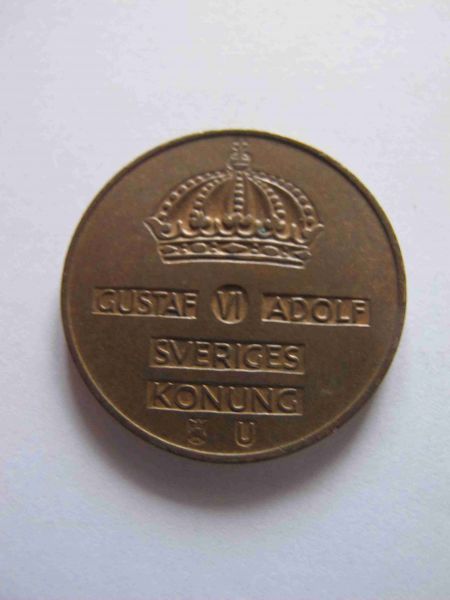 GUSTAF VI ADOLF
SVERIGES
KONUNG
U